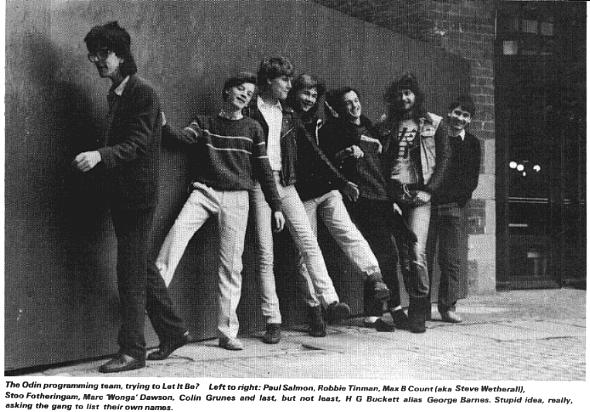 The Odin programming team, trying to Let It Be? Left to right: Paul Salmon, Robbie Tinman, Max B Count (aka Steve Wetherall),
Stoo Fotheringam, Marc 'Wonga' Dawson, Colin Grunes and last, but not least, H G Buckett alias George Barnes. Stupid idea, really,
asking the gang to list their own names.